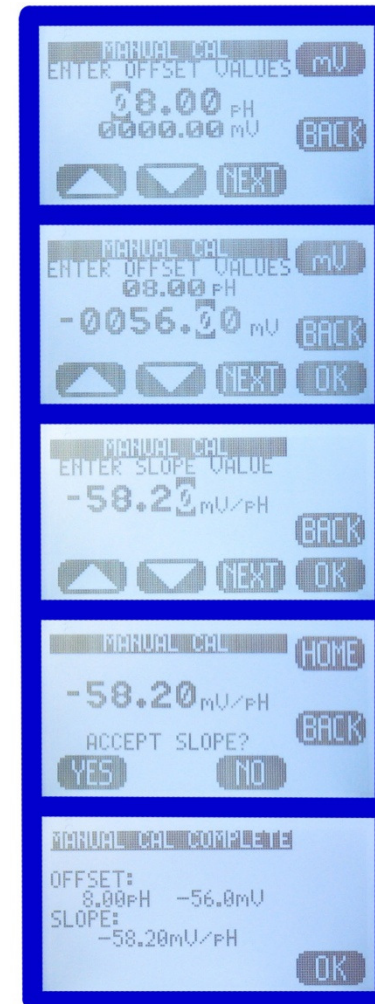 MANUAL CAL
ENTER OFFSET VALUES
mV
08.00 pH
0000.00 mV
BACK
NEXT
MANUAL CAL
ENTER OFFSET VALUES
mV
08.00 pH
-0056.00 mV
BACK
NEXT
OK
MANUAL CAL
ENTER SLOPE VALUE
-58.20 mV/pH
BACK
NEXT
OK
MANUAL CAL
HOME
-58.20 mV/pH
BACK
ACCEPT SLOPE?
YES
NO
MANUAL CAL COMPLETE
OFFSET:
8.00pH -56.0mV
SLOPE:
-58.20mV/pH
OK